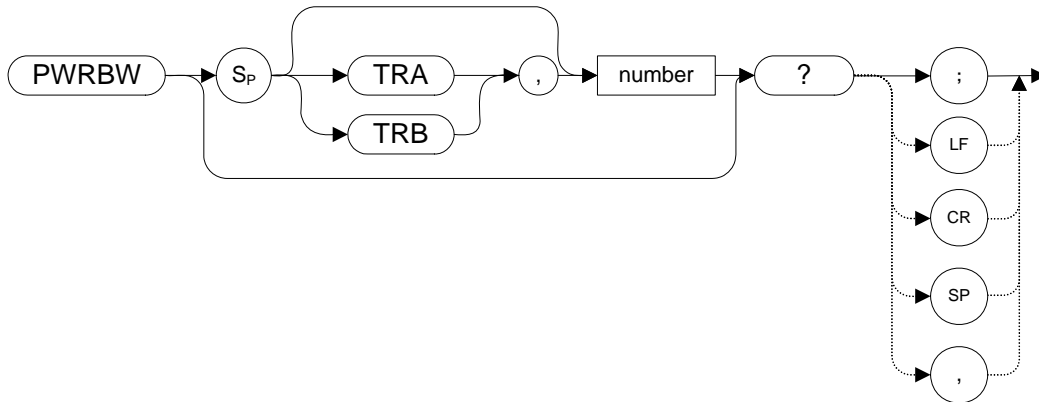 PWRBW
SP
TRA
,
number
?
;
TRB
LF
CR
SP
,